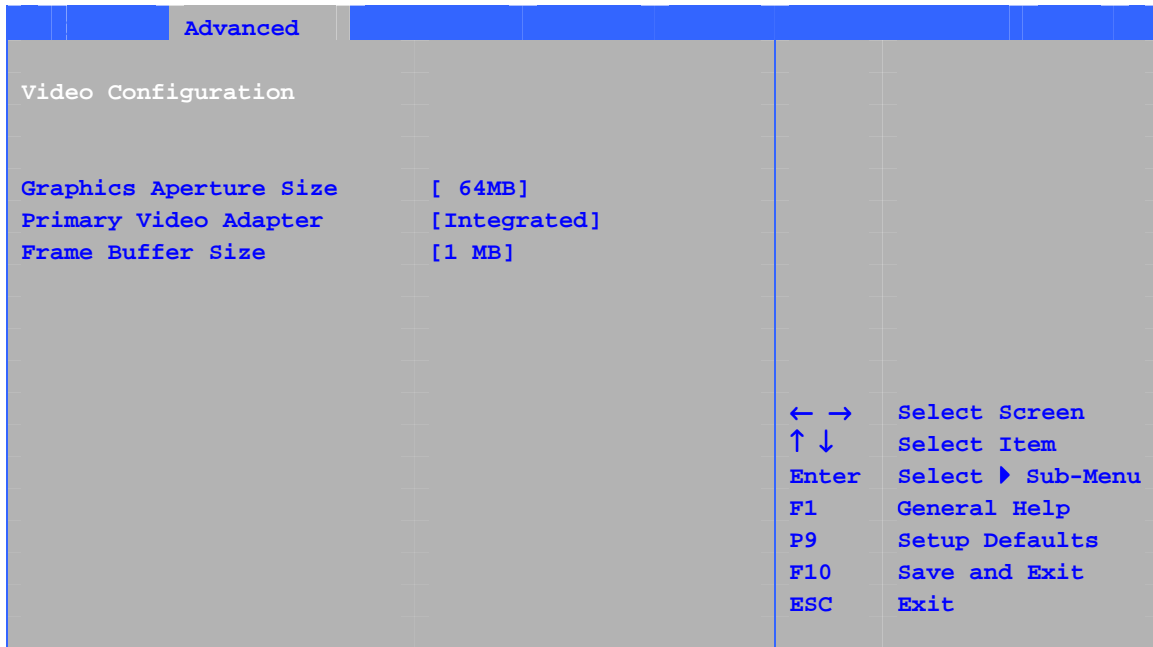 Advanced
Video Configuration
Graphics Aperture Size [ 64MB]
Primary Video Adapter [Integrated]
Frame Buffer Size [1 MB]
← → Select Screen
↑ ↓ Select Item
Enter Select ▶ Sub-Menu
F1 General Help
P9 Setup Defaults
F10 Save and Exit
ESC Exit